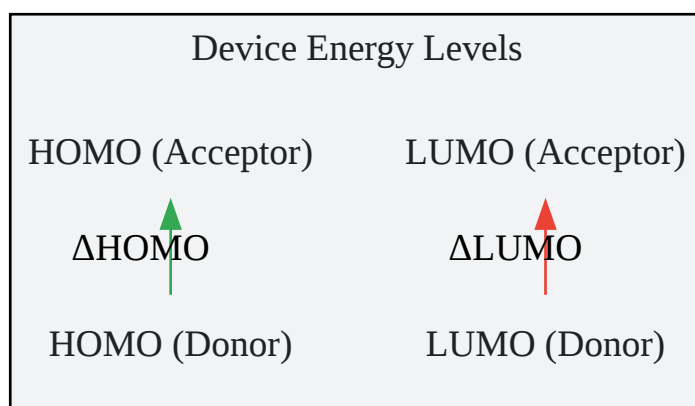 Device Energy Levels
HOMO (Acceptor)
LUMO (Acceptor)
ΔHOMO
ΔLUMO
HOMO (Donor)
LUMO (Donor)